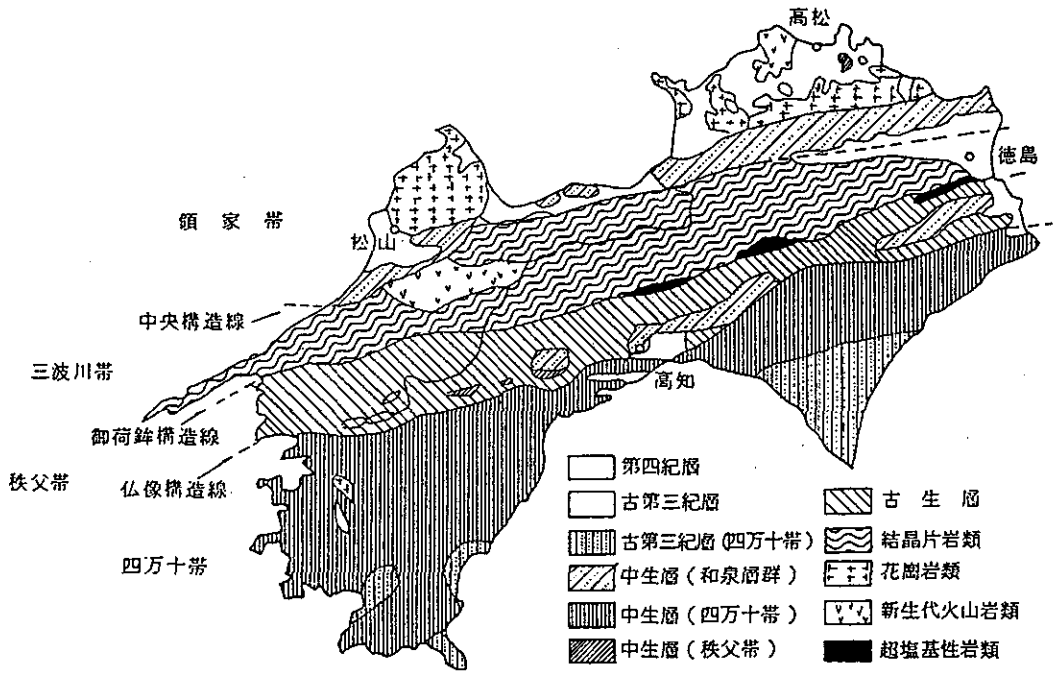 高松
徳島
領家帯
松山
中央構造線
三波川帯
御荷鉾構造線
高知
秩父帯
仏像構造線
四万十帯
第四紀層
古第三紀層
古第三紀層(四万十帯)
中生層(和泉層群)
中生層(四万十帯)
中生層(秩父帯)
古生層
結晶片岩類
花崗岩類
新生代火山岩類
超塩基性岩類